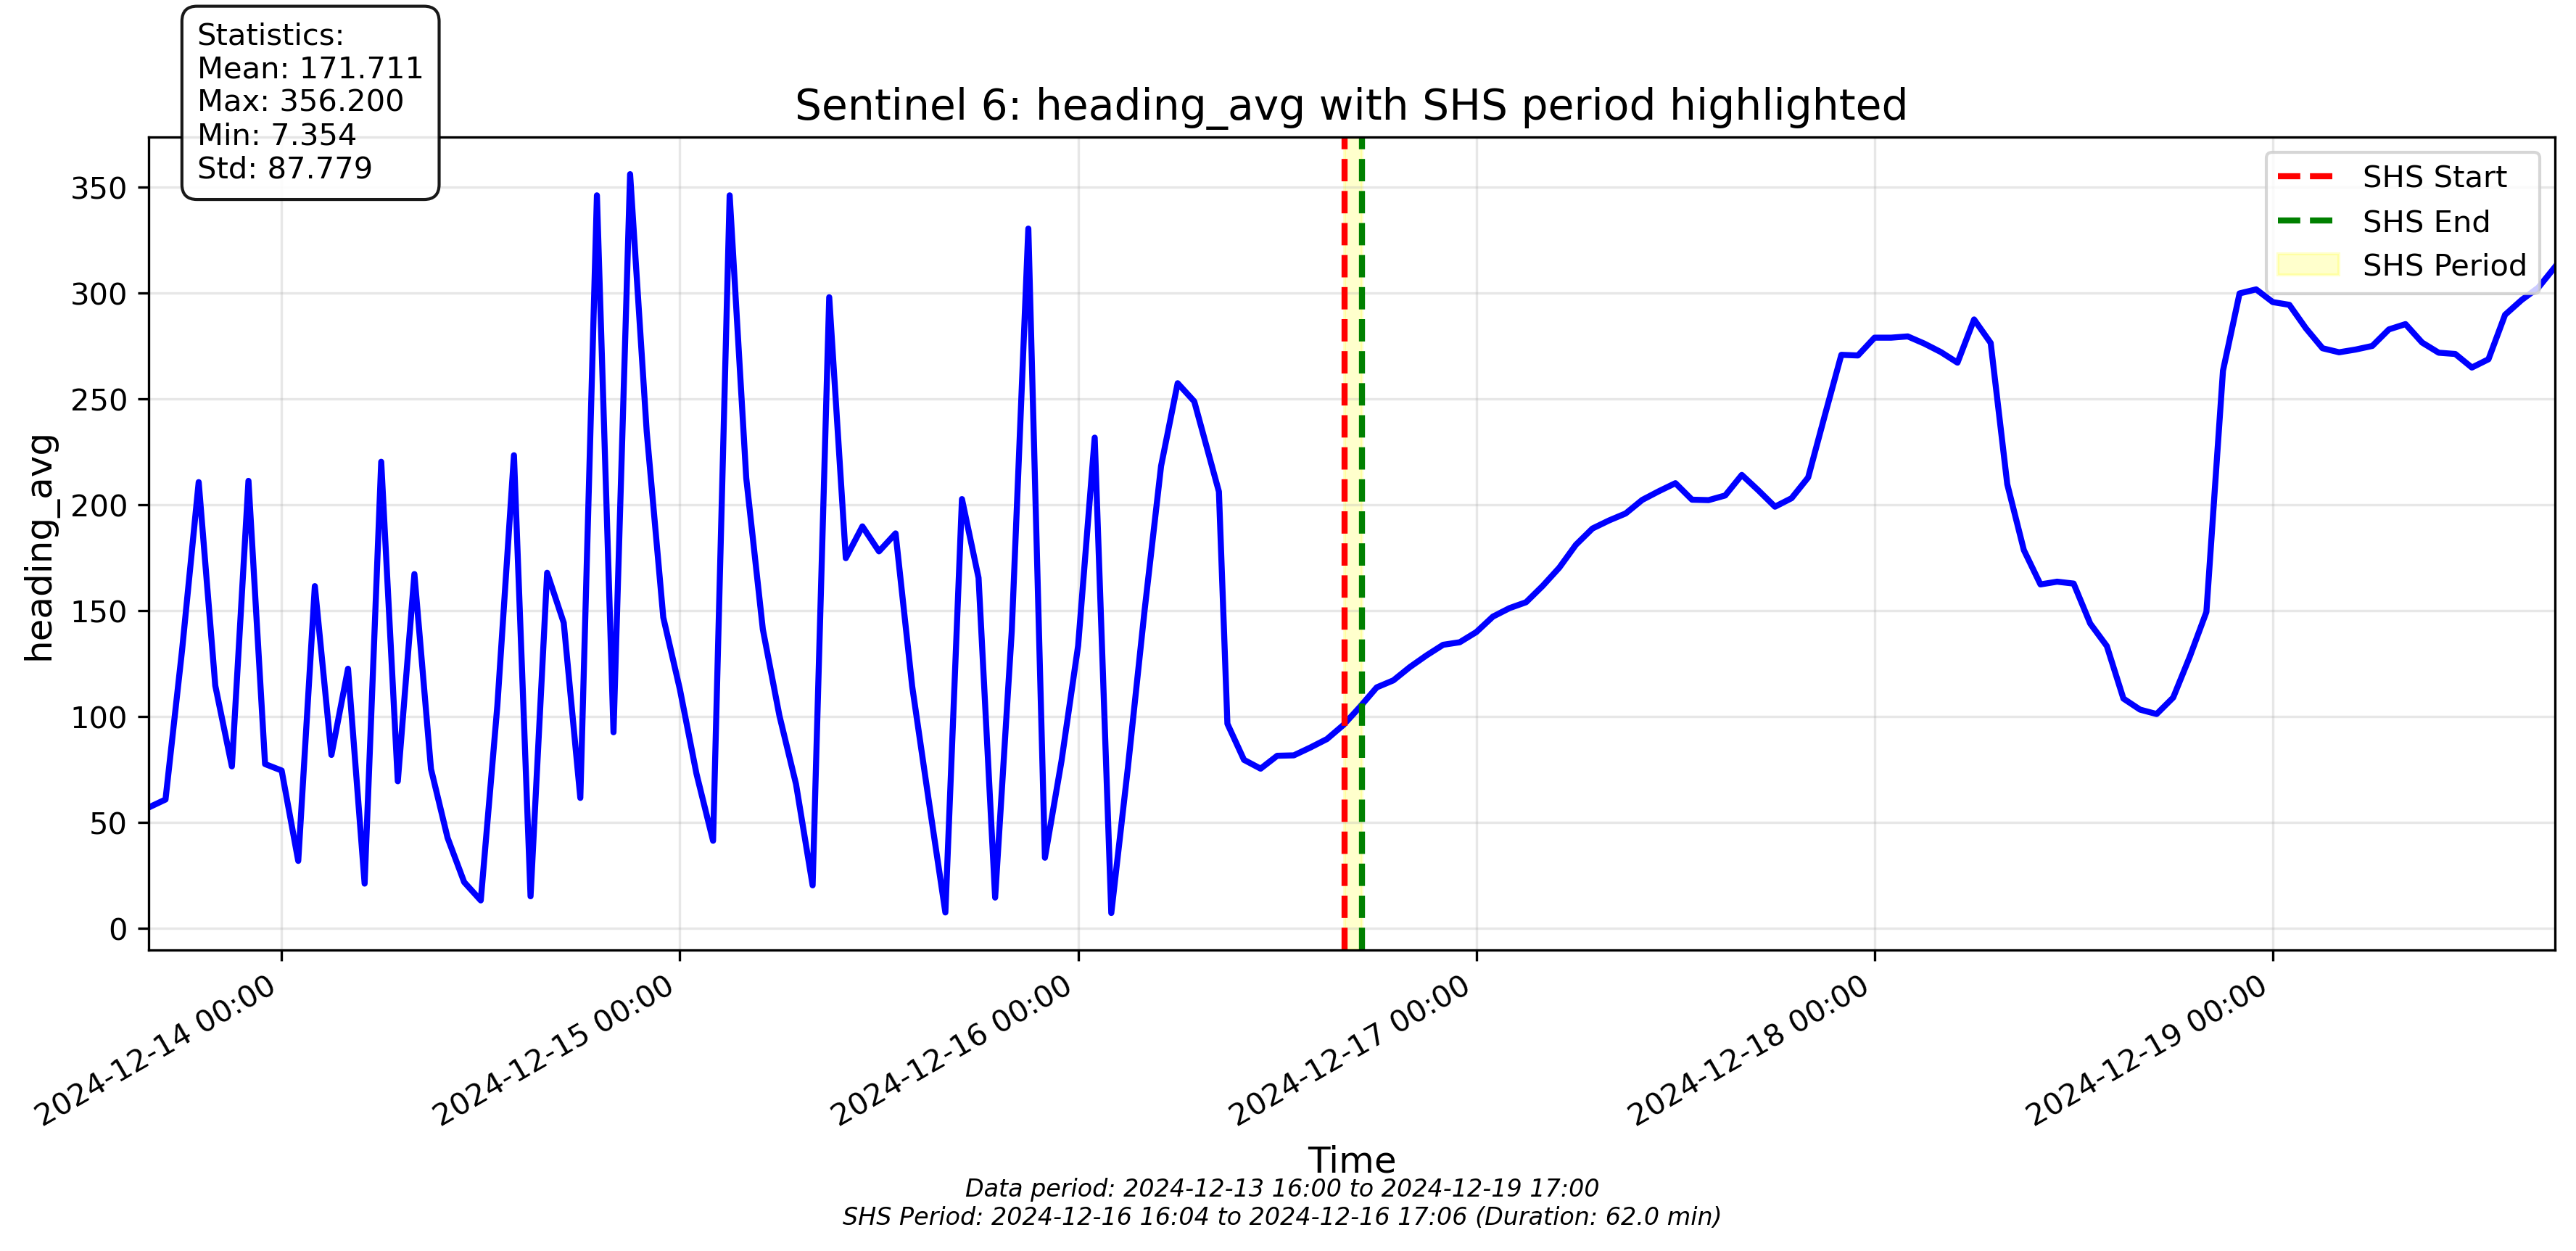 Statistics:
Mean: 171.711
Max: 356.200
Min: 7.354
Std: 87.779
Sentinel 6: heading_avg with SHS period highlighted
SHS Start
SHS End
SHS Period
heading_avg
350
300
250
200
150
100
50
0
2024-12-14 00:00
2024-12-15 00:00
2024-12-16 00:00
2024-12-17 00:00
2024-12-18 00:00
2024-12-19 00:00
Time
Data period: 2024-12-13 16:00 to 2024-12-19 17:00
SHS Period: 2024-12-16 16:04 to 2024-12-16 17:06 (Duration: 62.0 min)